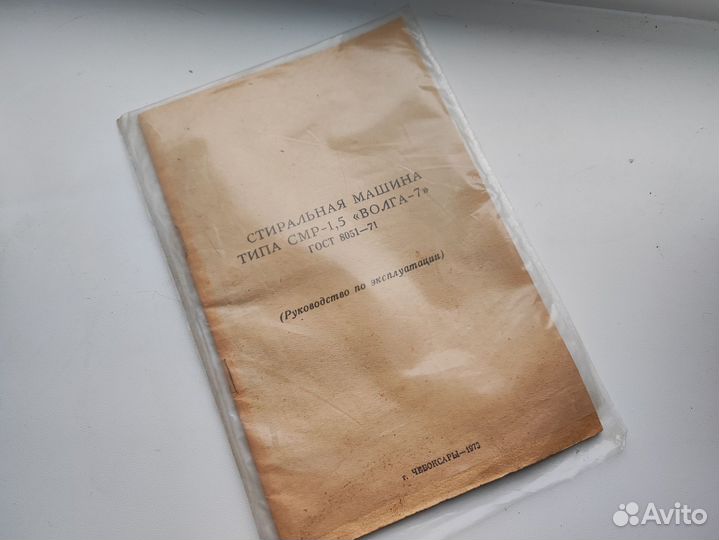 СТИРАЛЬНАЯ МАШИНА
ТИПА СМР-1,5 «ВОЛГА-7»
ГОСТ 8051—71
(Руководство по эксплуатации)
г. ЧЕБОКСАРЫ—1973
Avito